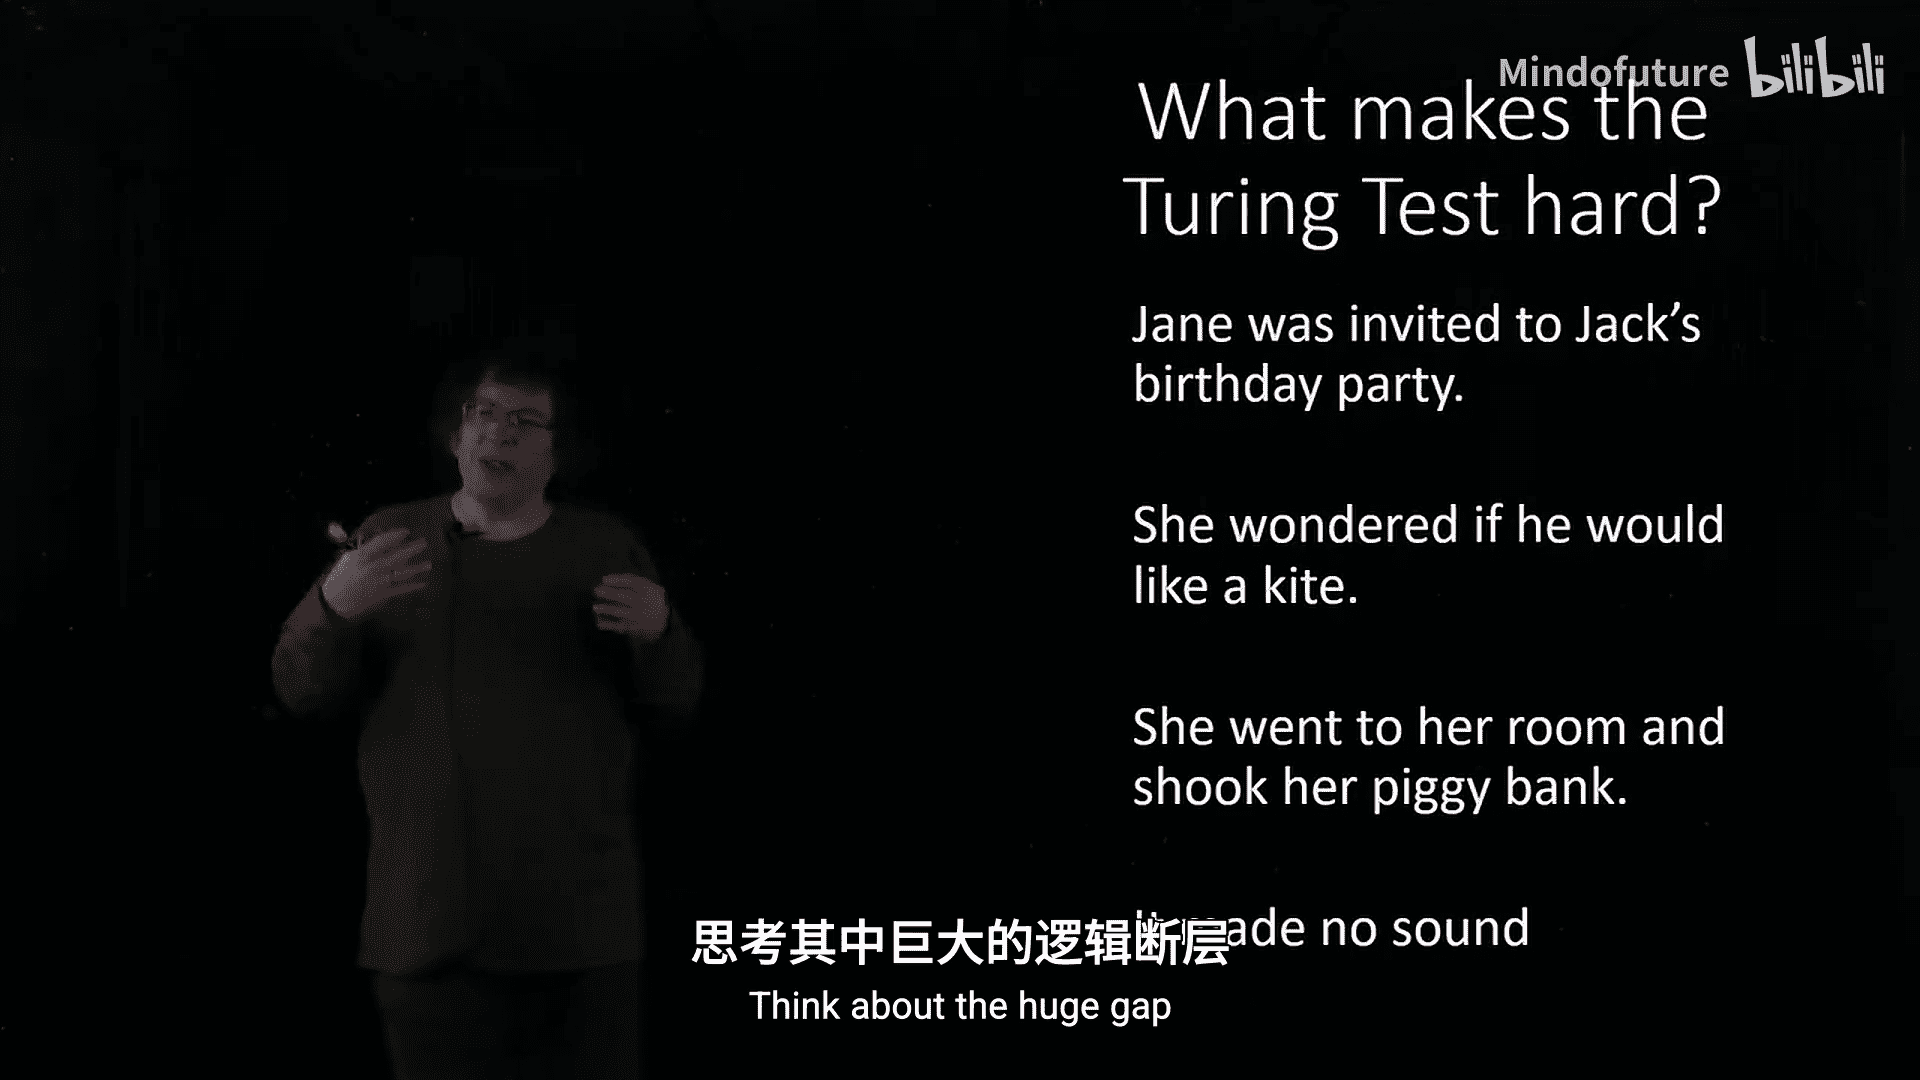 Mindofuture bilibili
What makes the
Turing Test hard?
Jane was invited to Jack's
birthday party.
She wondered if he would
like a kite.
She went to her room and
shook her piggy bank.
made no sound
思考其中巨大的逻辑断层
Think about the huge gap